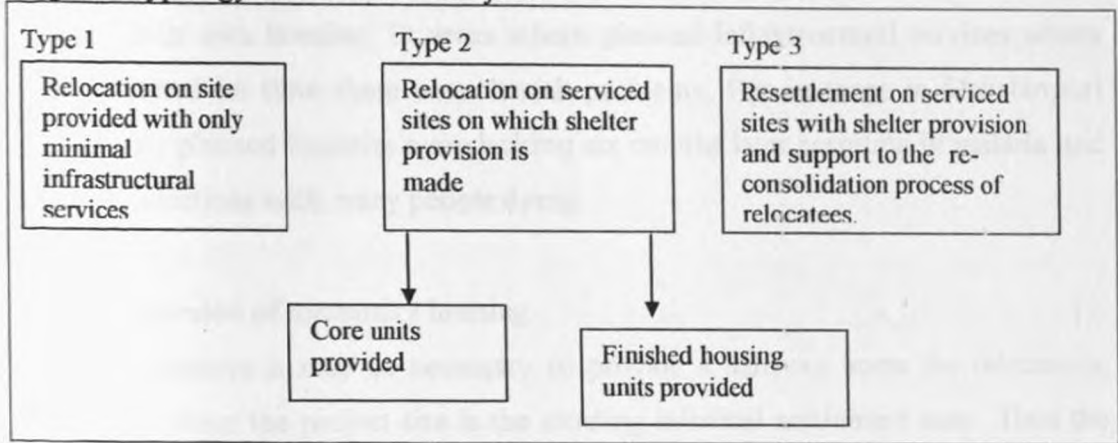 Type 1
Relocation on site
provided with only
minimal
infrastructural
services
Type 2
Relocation on serviced
sites on which shelter
provision is
made
Type 3
Resettlement on serviced
sites with shelter provision
and support to the re-
consolidation process of
relocatees.
Core units
provided
Finished housing
units provided